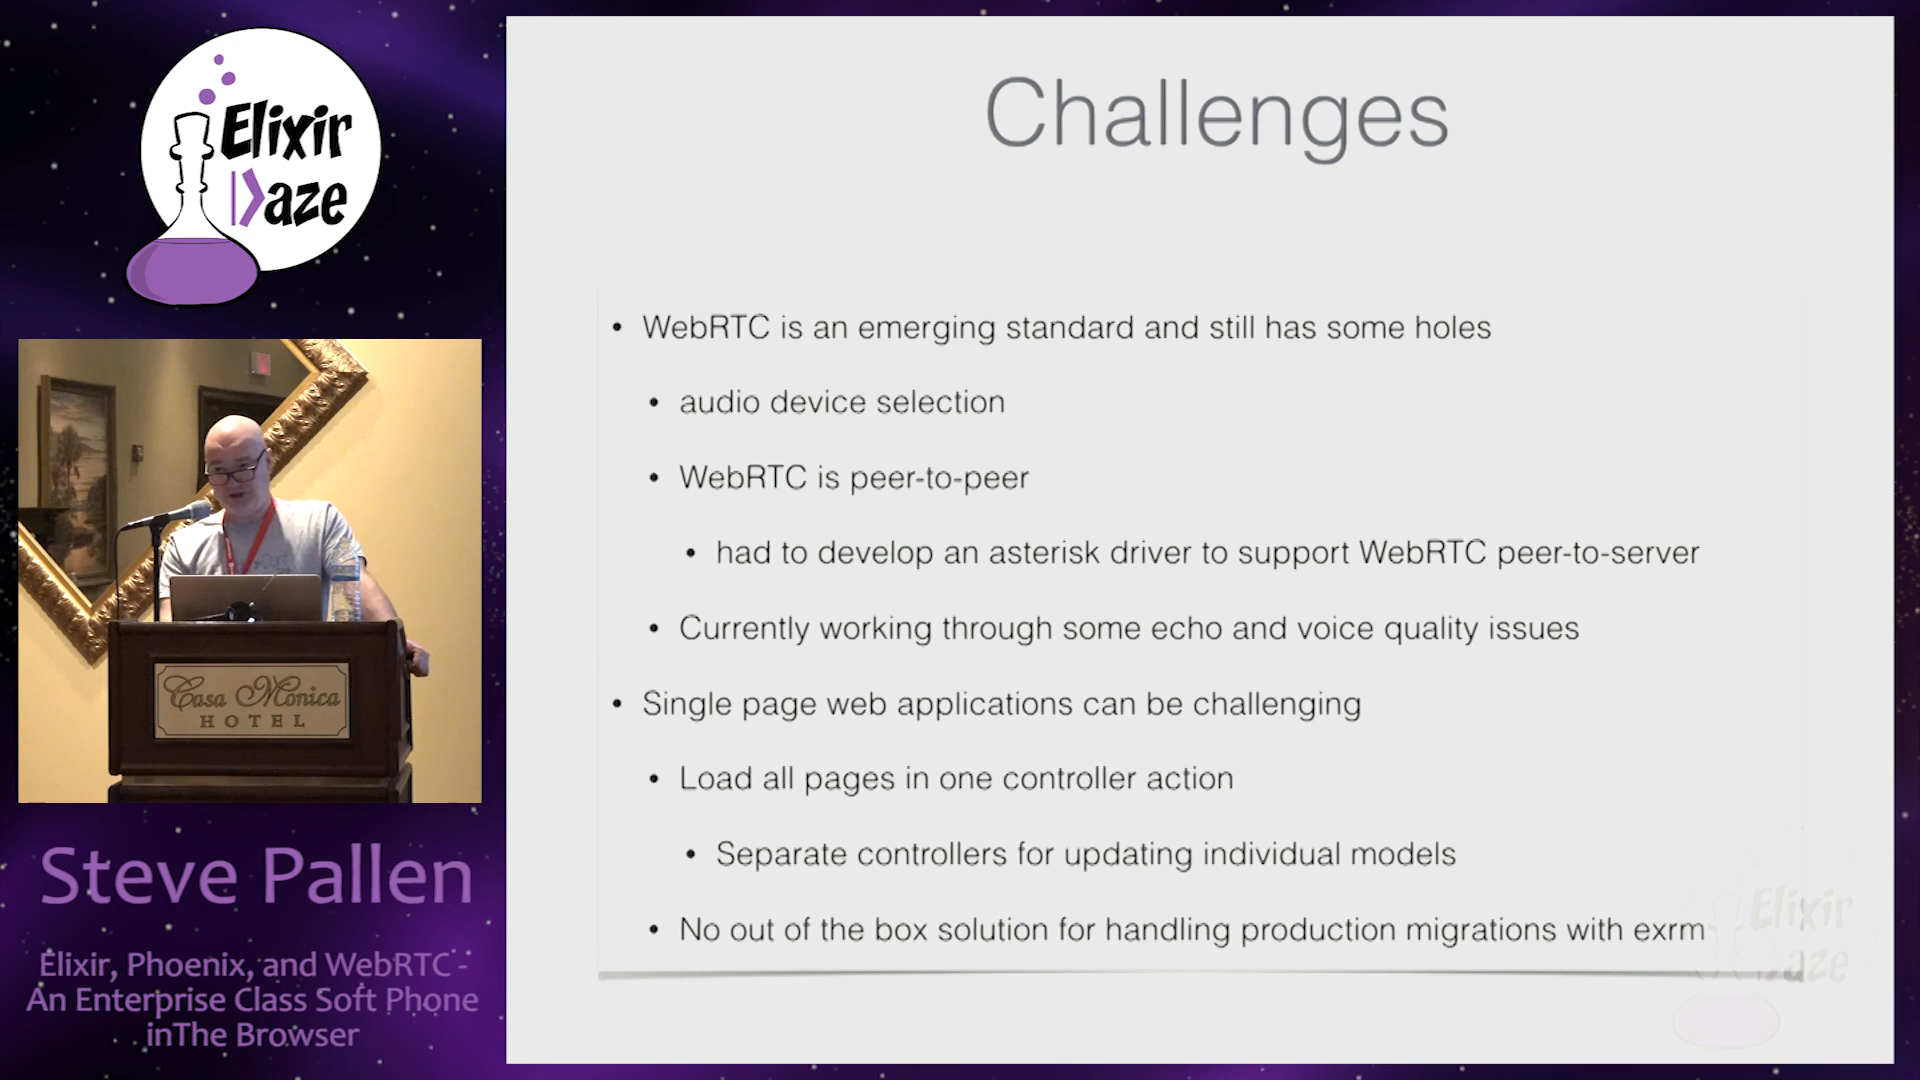 Elixir
|>aze
Challenges
• WebRTC is an emerging standard and still has some holes
• audio device selection
• WebRTC is peer-to-peer
• had to develop an asterisk driver to support WebRTC peer-to-server
• Currently working through some echo and voice quality issues
• Single page web applications can be challenging
• Load all pages in one controller action
• Separate controllers for updating individual models
• No out of the box solution for handling production migrations with exrm
Casa Monica
HOTEL
Steve Pallen
Elixir, Phoenix, and WebRTC -
An Enterprise Class Soft Phone
inThe Browser
Elixir
|>aze